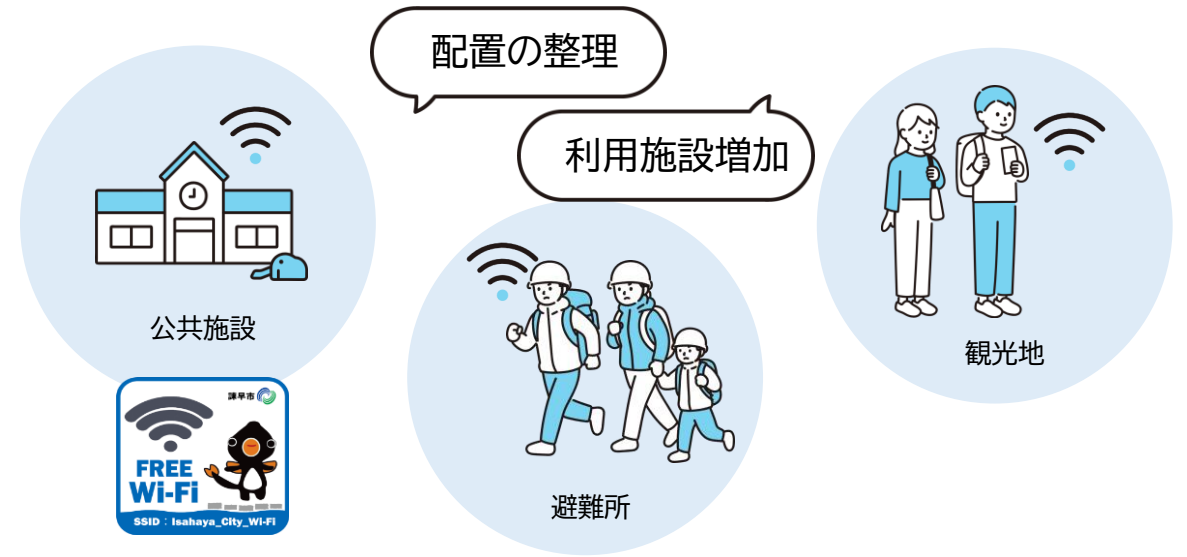 配置の整理
利用施設増加
公共施設
観光地
避難所
諫早市
FREE
Wi-Fi
SSID：Isahaya_City_Wi-Fi